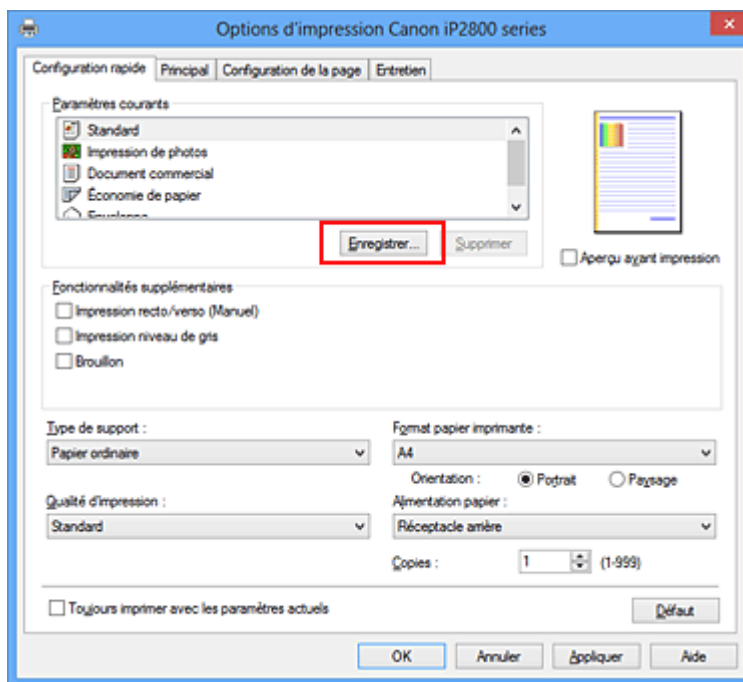 Options d'impression Canon iP2800 series
Configuration rapide Principal Configuration de la page Entretien
Paramètres courants
Standard
Impression de photos
Document commercial
Économie de papier
Enregistrer... Supprimer
Aperçu avant impression
Fonctionnalités supplémentaires
Impression recto/verso (Manuel)
Impression niveau de gris
Brouillon
Type de support :
Papier ordinaire
Format papier imprimante :
A4
Orientation : Portrait Paysage
Qualité d'impression :
Standard
Alimentation papier :
Réceptacle arrière
Copies : 1 (1-999)
Toujours imprimer avec les paramètres actuels
Défaut
OK Annuler Appliquer Aide